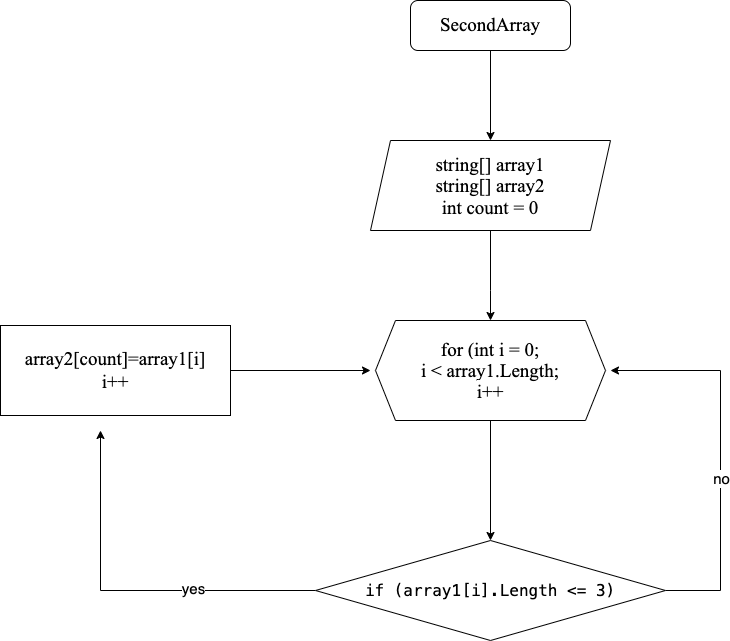 SecondArray
string[] array1
string[] array2
int count = 0
for (int i = 0;
i < array1.Length;
i++
array2[count]=array1[i]
i++
if (array1[i].Length <= 3)
yes
no